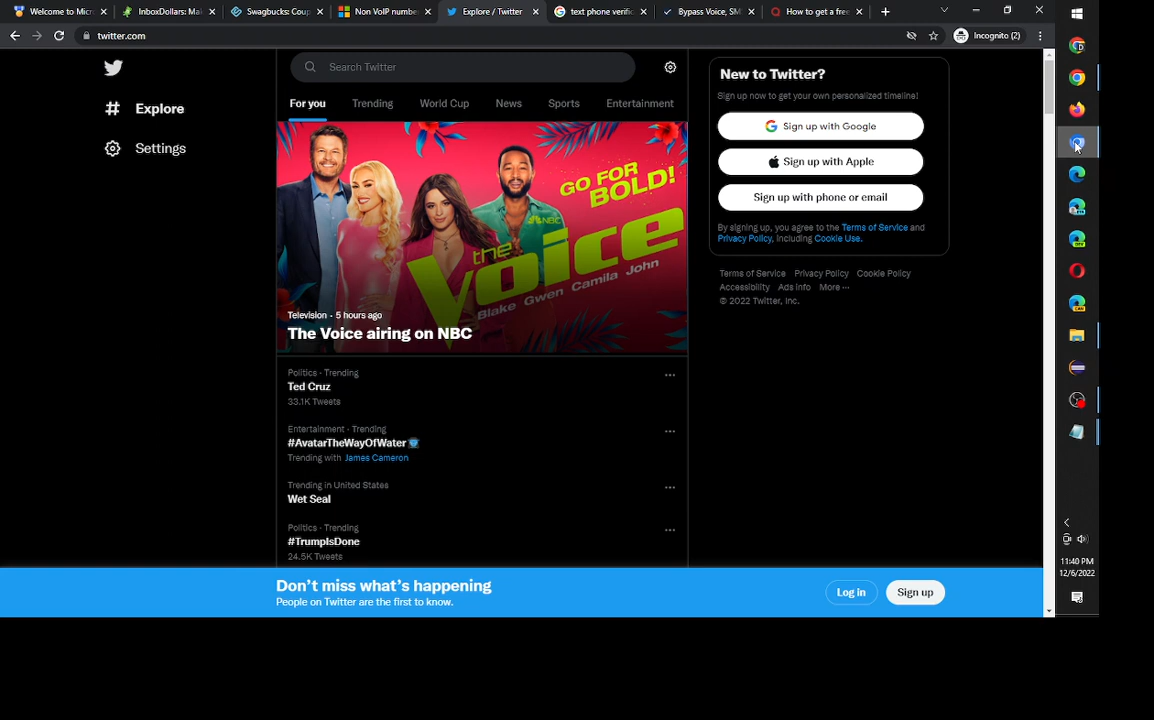 Welcome to Micr
InboxDollars: Mak
Swagbucks: Coup
Non VoIP numbe
Explore / Twitter
text phone verific
Bypass Voice, SM
How to get a free
twitter.com
Incognito (2)
Search Twitter
Explore
Settings
For you
Trending
World Cup
News
Sports
Entertainment
GO FOR
BOLD!
NBC
the
Voice
Blake Gwen Camila John
Television · 5 hours ago
The Voice airing on NBC
Politics · Trending
Ted Cruz
33.1K Tweets
Entertainment · Trending
#AvatarTheWayOfWater
Trending with James Cameron
Trending in United States
Wet Seal
Politics · Trending
#TrumpIsDone
24.5K Tweets
New to Twitter?
Sign up now to get your own personalized timeline!
Sign up with Google
Sign up with Apple
Sign up with phone or email
By signing up, you agree to the Terms of Service and
Privacy Policy, including Cookie Use.
Terms of Service Privacy Policy Cookie Policy
Accessibility Ads info More ···
© 2022 Twitter, Inc.
Don't miss what's happening
People on Twitter are the first to know.
Log in
Sign up
11:40 PM
12/6/2022